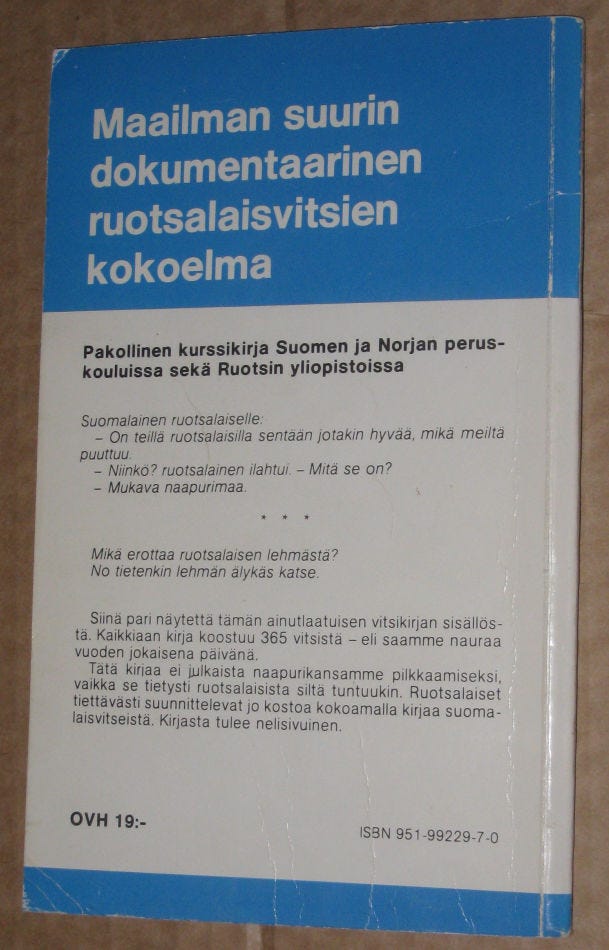 Maailman suurin
dokumentaarinen
ruotsalaisvitsien
kokoelma
Pakollinen kurssikirja Suomen ja Norjan perus-
kouluissa sekä Ruotsin yliopistoissa
Suomalainen ruotsalaiselle:
– On teillä ruotsalaisilla sentään jotakin hyvää, mikä meiltä
puuttuu.
– Niinkö? ruotsalainen ilahtui. – Mitä se on?
– Mukava naapurimaa.
* * *
Mikä erottaa ruotsalaisen lehmästä?
No tietenkin lehmän älykäs katse.
Siinä pari näytettä tämän ainutlaatuisen vitsikirjan sisällös-
tä. Kaikkiaan kirja koostuu 365 vitsistä – eli saamme nauraa
vuoden jokaisena päivänä.
Tätä kirjaa ei julkaista naapurikansamme pilkkaamiseksi,
vaikka se tietysti ruotsalaisista siltä tuntuukin. Ruotsalaiset
tiettävästi suunnittelevat jo kostoa kokoamalla kirjaa suoma-
laisvitseistä. Kirjasta tulee nelisivuinen.
OVH 19:-
ISBN 951-99229-7-0